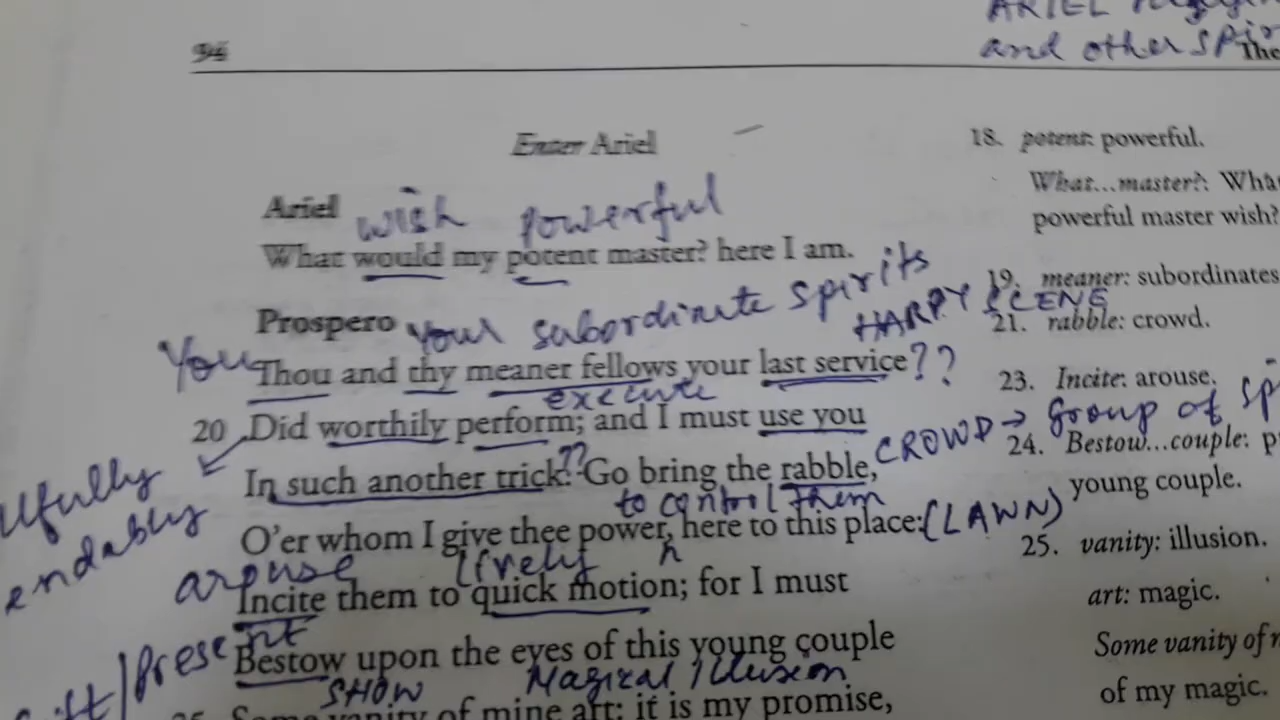 ARIEL
and other
94
The
Enter Ariel
18. potent: powerful.
What...master?:
powerful master wish?
Ariel
wish powerful
What would my potent master? here I am.
19. meaner: subordinates
Prospero
Your subordinate spirits
HARPY SCENE
21. rabble: crowd.
You
Thou and thy meaner fellows your last service??
execute
23. Incite: arouse.
20 Did worthily perform; and I must use you
CROWD → group of
24. Bestow...couple:
young couple.
??
In such another trick. Go bring the rabble,
to control them
O'er whom I give thee power, here to this place: (LAWN)
25. vanity: illusion.
arouse lively
Incite them to quick motion; for I must
art: magic.
present
Bestow upon the eyes of this young couple
Some vanity of
SHOW Magical illusion
of my magic.
Some vanity of mine art: it is my promise,